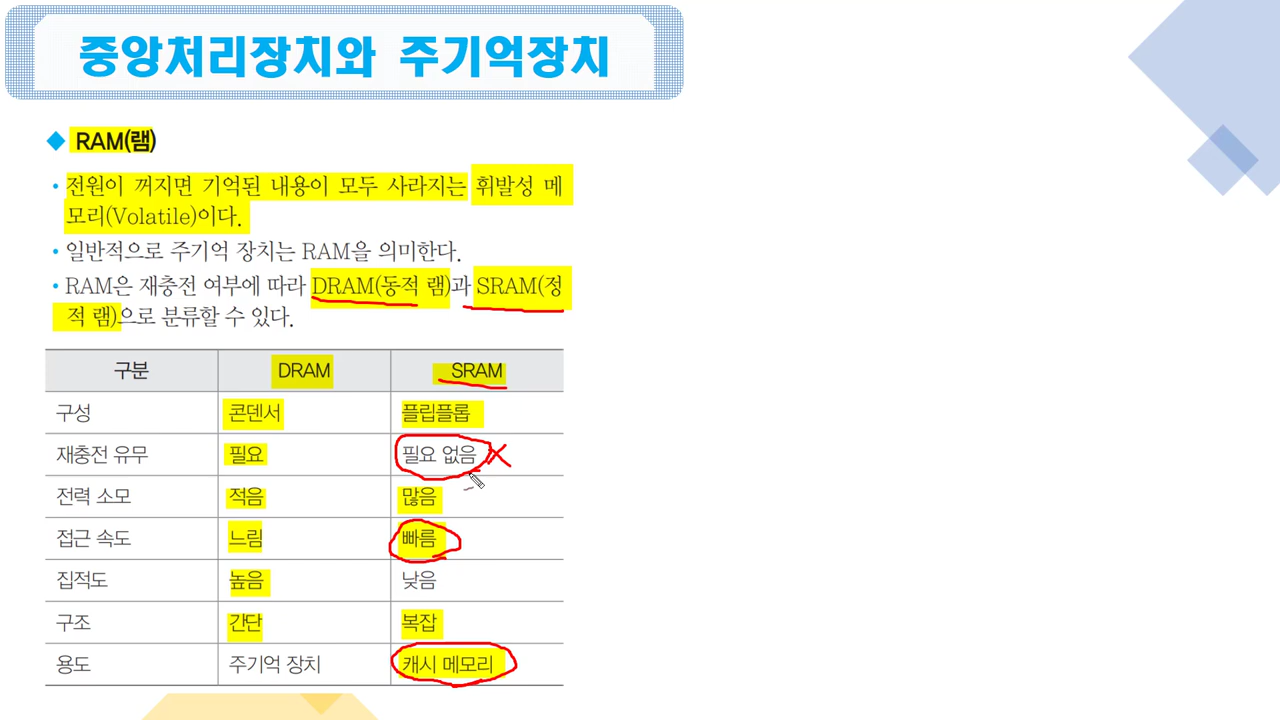 중앙처리장치와 주기억장치
◆ RAM(램)
• 전원이 꺼지면 기억된 내용이 모두 사라지는 휘발성 메
모리(Volatile)이다.
• 일반적으로 주기억 장치는 RAM을 의미한다.
• RAM은 재충전 여부에 따라 DRAM(동적 램)과 SRAM(정
적 램)으로 분류할 수 있다.
구분 DRAM SRAM
구성 콘덴서 플립플롭
재충전 유무 필요 필요 없음
전력 소모 적음 많음
접근 속도 느림 빠름
집적도 높음 낮음
구조 간단 복잡
용도 주기억 장치 캐시 메모리